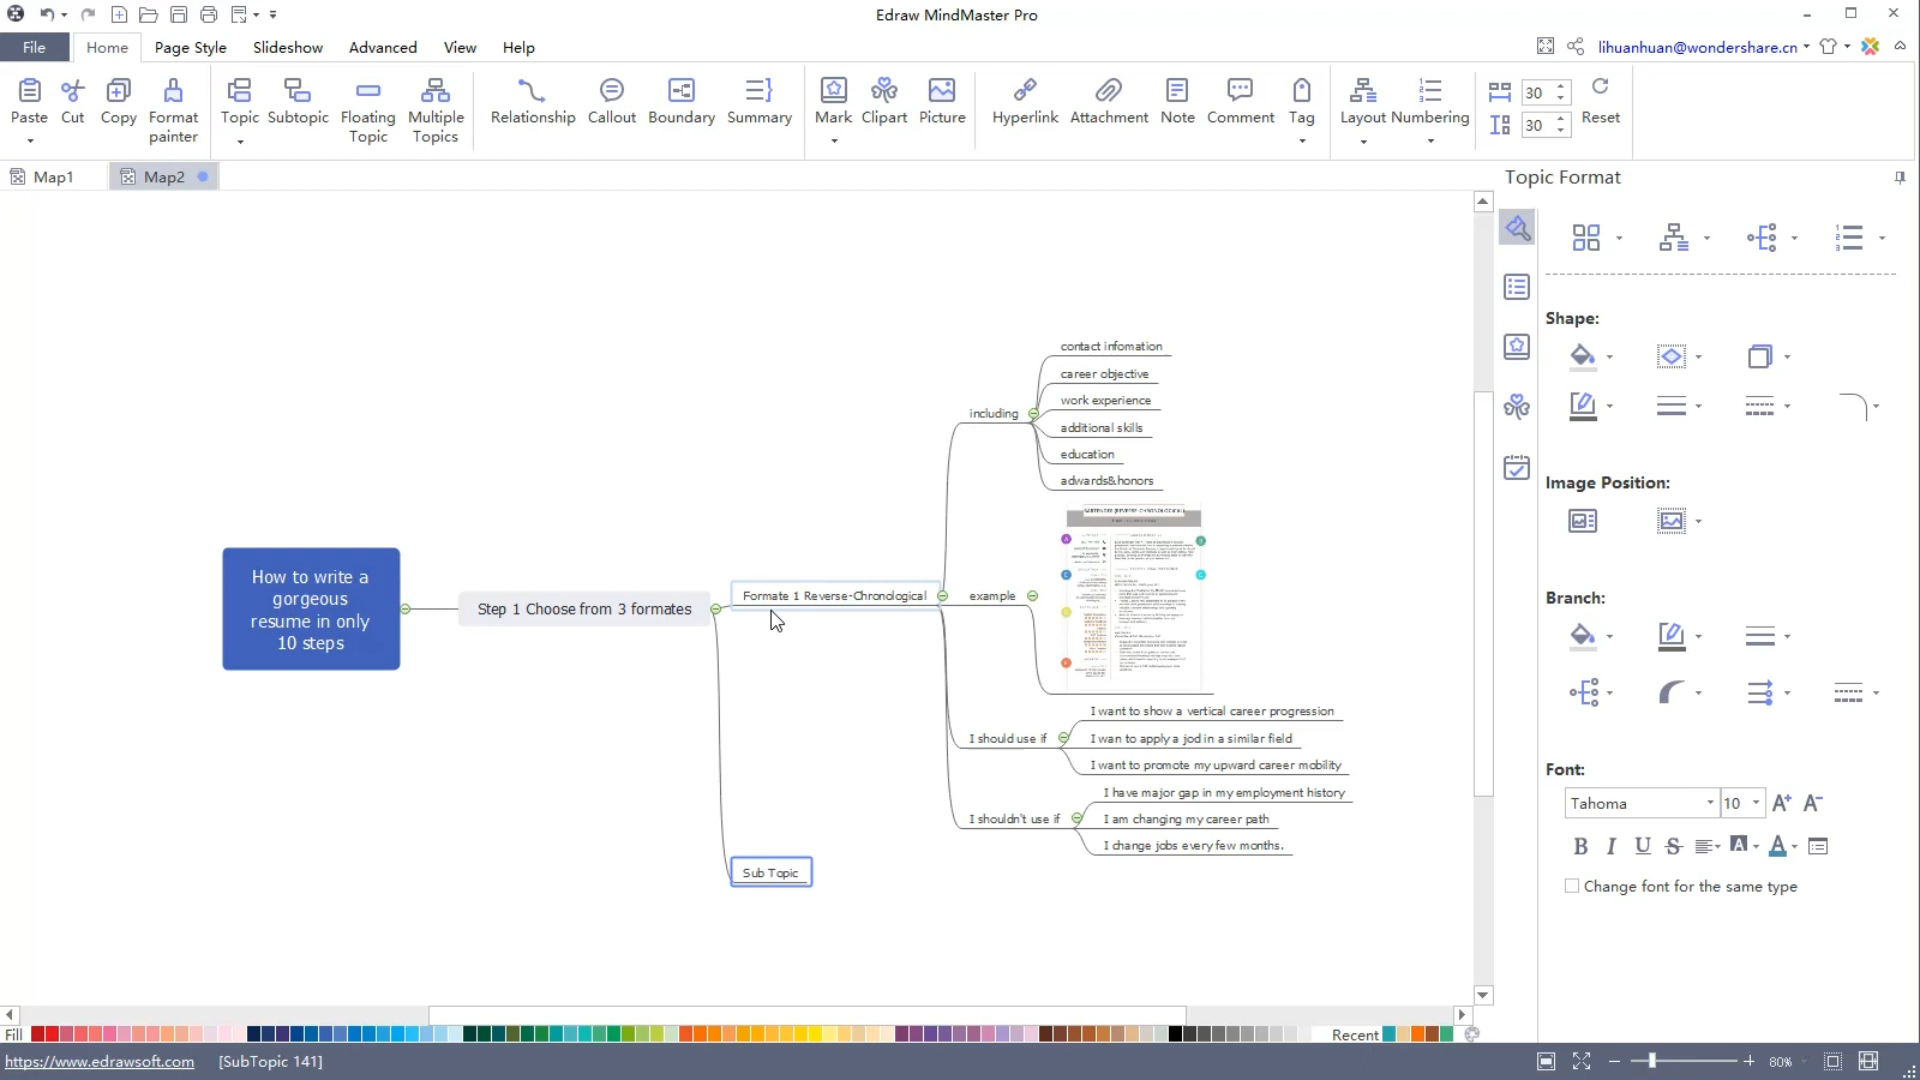 Edraw MindMaster Pro
File
Home
Page Style
Slideshow
Advanced
View
Help
lihuanhuan@wondershare.cn
Paste
Cut
Copy
Format
painter
Topic
Subtopic
Floating
Topic
Multiple
Topics
Relationship
Callout
Boundary
Summary
Mark
Clipart
Picture
Hyperlink
Attachment
Note
Comment
Tag
Layout
Numbering
30
30
Reset
Map1
Map2
Topic Format
How to write a
gorgeous
resume in only
10 steps
Step 1 Choose from 3 formates
Formate 1 Reverse-Chronological
including
contact infomation
career objective
work experience
additional skills
education
adwards&honors
example
BARTENDER (REVERSE-CHRONOLOGICAL)
I should use if
I want to show a vertical career progression
I wan to apply a jod in a similar field
I want to promote my upward career mobility
I shouldn't use if
I have major gap in my employment history
I am changing my career path
I change jobs every few months.
Sub Topic
Shape:
Image Position:
Branch:
Font:
Tahoma
10
Change font for the same type
Fill
Recent
https://www.edrawsoft.com
[SubTopic 141]
80%